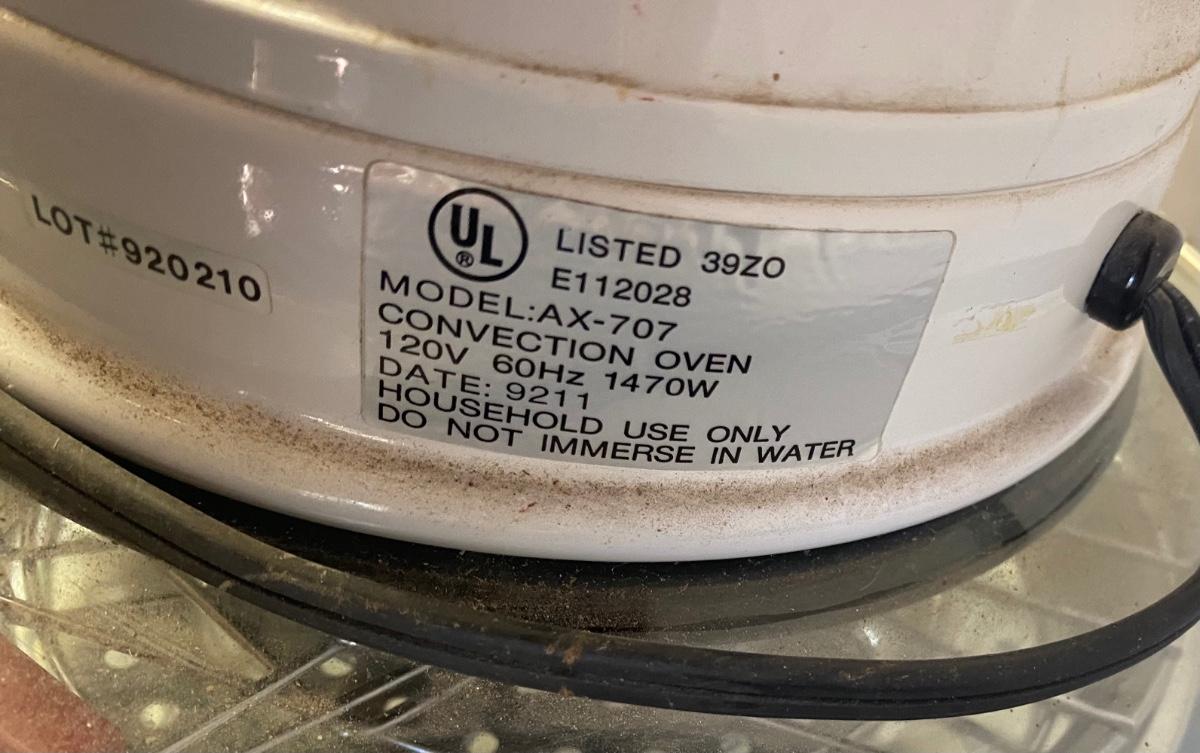 LOT#920210
UL
®
LISTED 39ZO
E112028
MODEL:AX-707
CONVECTION OVEN
120V 60Hz 1470W
DATE: 9211
HOUSEHOLD USE ONLY
DO NOT IMMERSE IN WATER